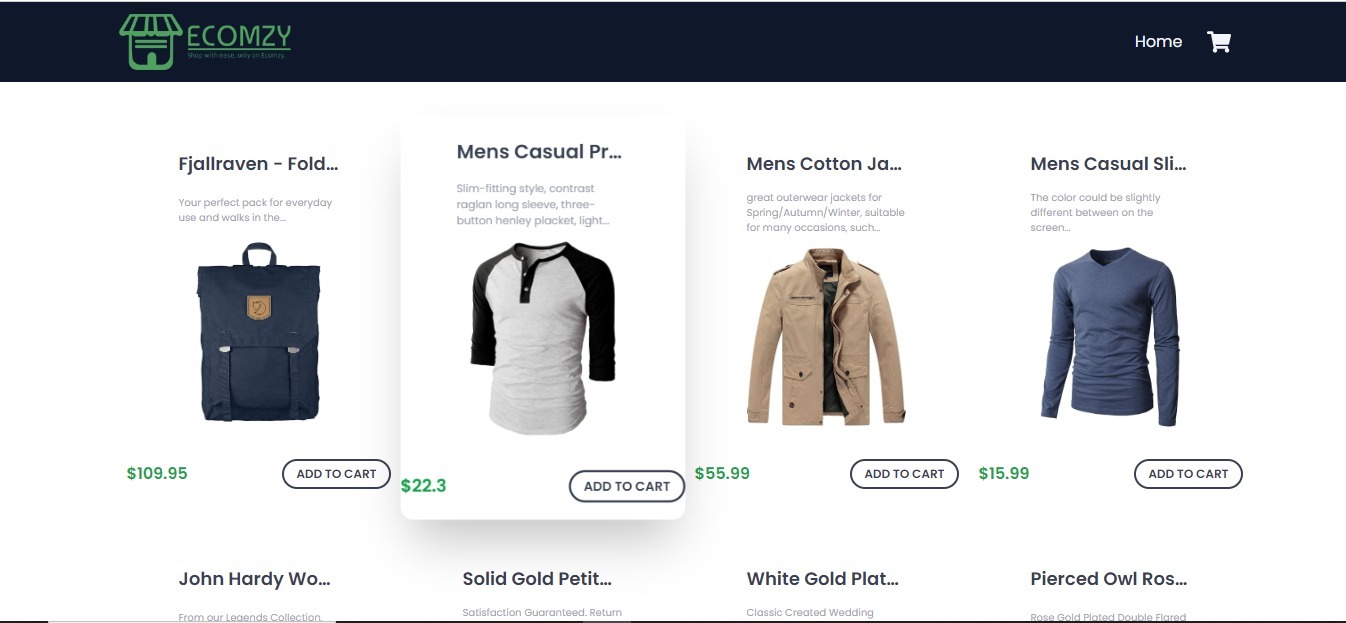 ECOMZY
Shop with ease, only on Ecomzy.
Home
Fjallraven - Fold...
Your perfect pack for everyday
use and walks in the...
$109.95
ADD TO CART
Mens Casual Pr...
Slim-fitting style, contrast
raglan long sleeve, three-
button henley placket, light...
$22.3
ADD TO CART
Mens Cotton Ja...
great outerwear jackets for
Spring/Autumn/Winter, suitable
for many occasions, such...
$55.99
ADD TO CART
Mens Casual Sli...
The color could be slightly
different between on the
screen...
$15.99
ADD TO CART
John Hardy Wo...
From our Legends Collection,
Solid Gold Petit...
Satisfaction Guaranteed. Return
White Gold Plat...
Classic Created Wedding
Pierced Owl Ros...
Rose Gold Plated Double Flared